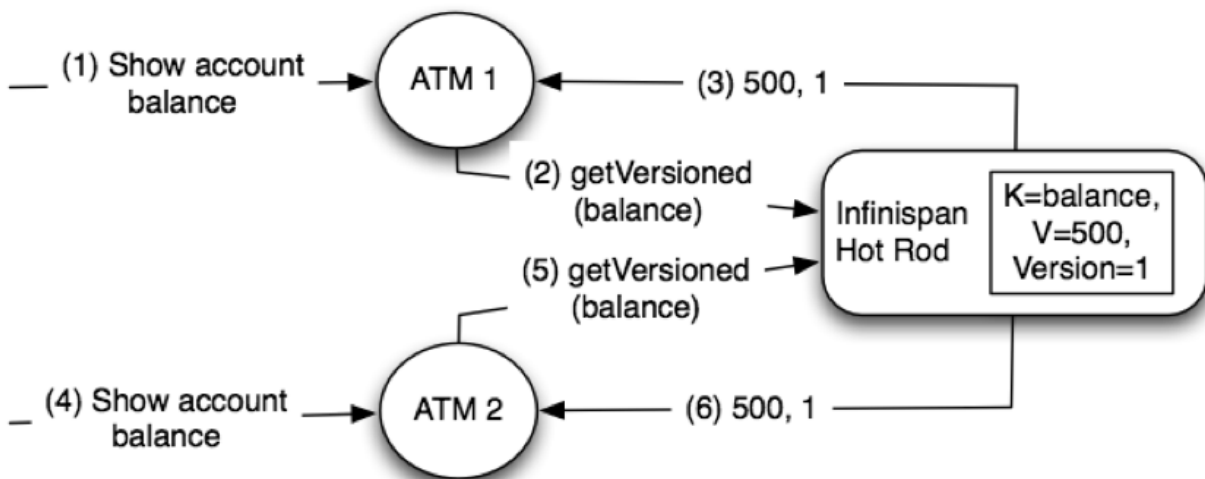 (1) Show account
balance
ATM 1
(3) 500, 1
(2) getVersioned
(balance)
Infinispan
Hot Rod
K=balance,
V=500,
Version=1
(5) getVersioned
(balance)
(4) Show account
balance
ATM 2
(6) 500, 1